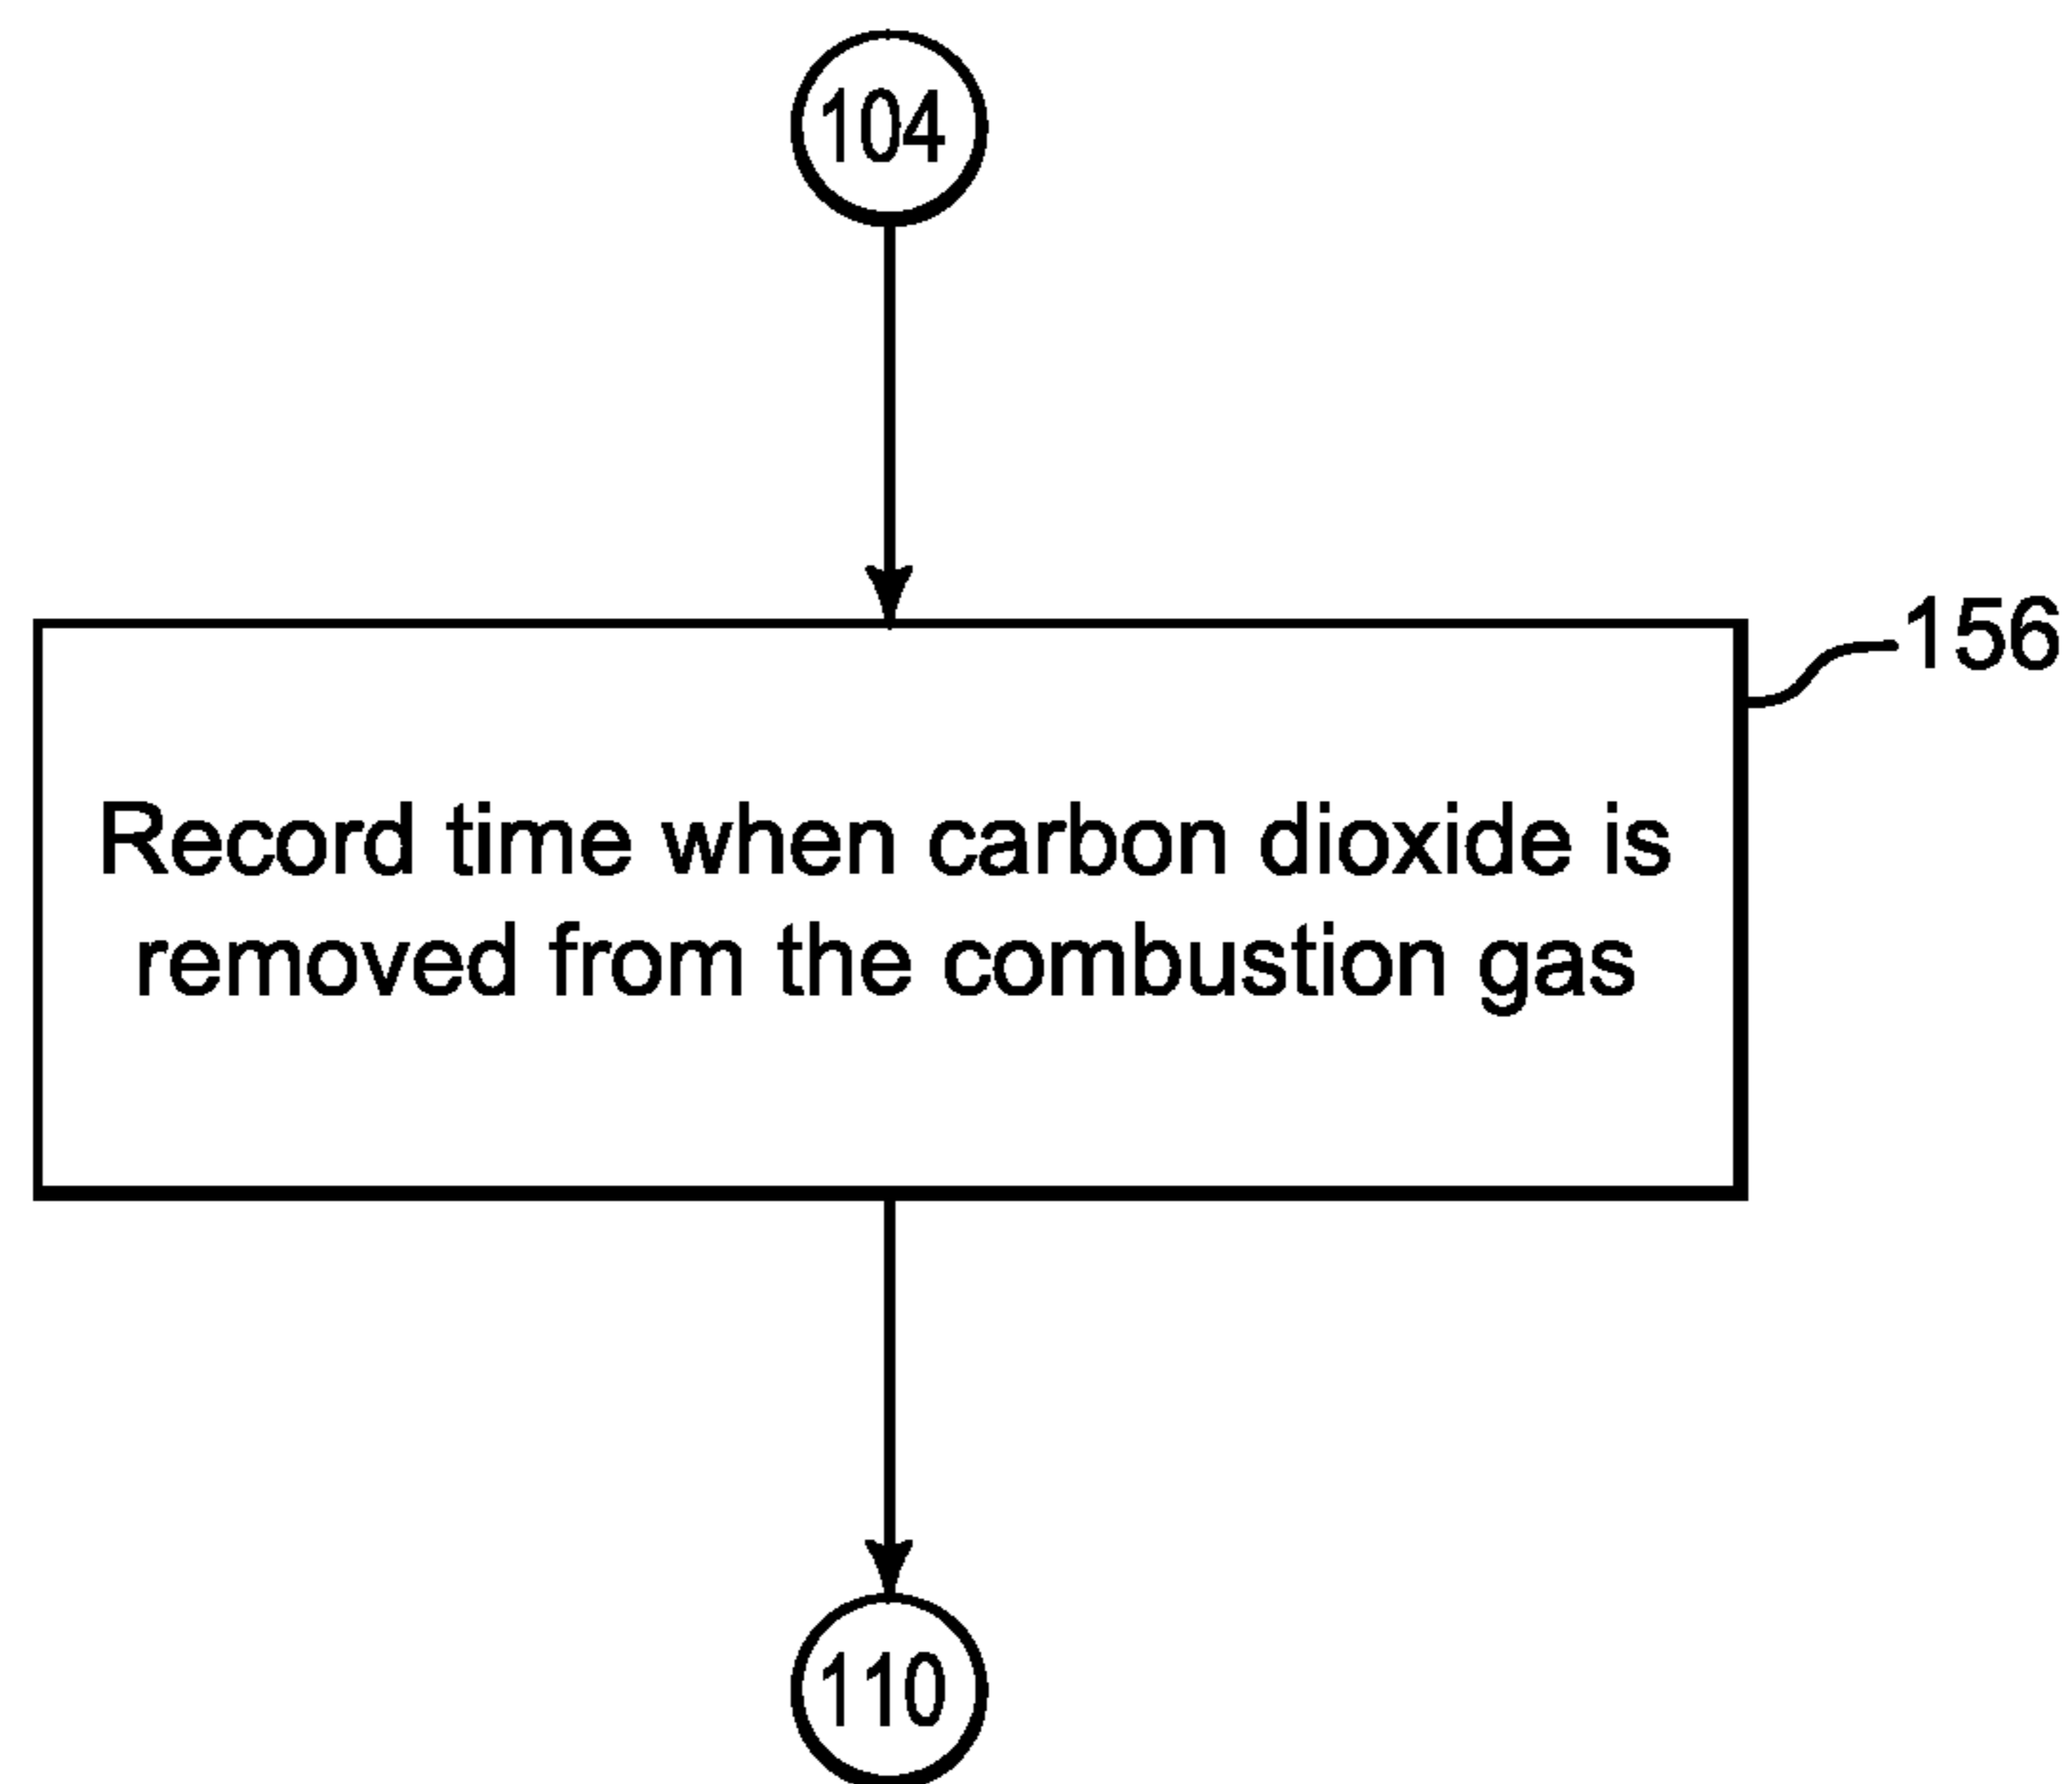 104
156
Record time when carbon dioxide is
removed from the combustion gas
110